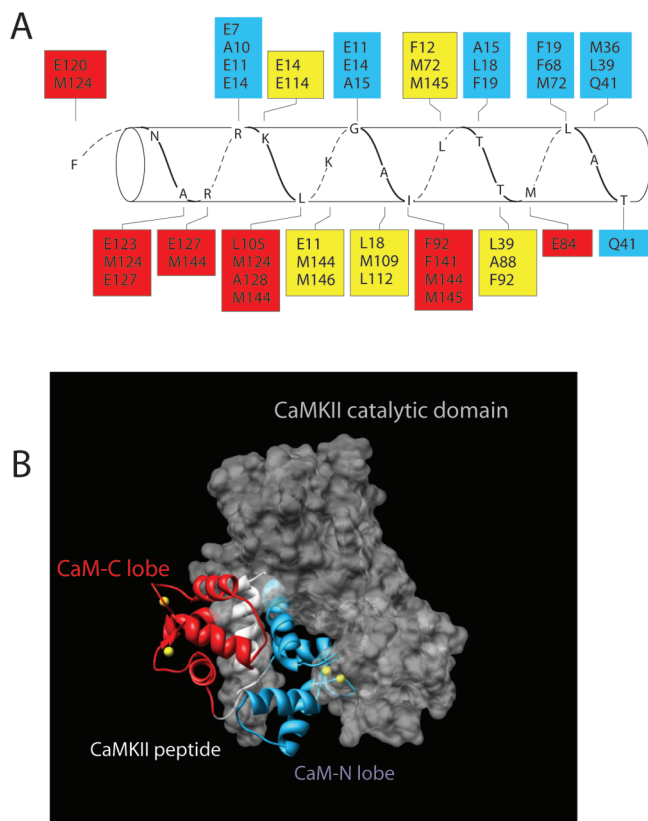 A
E120
M124
E7
A10
E11
E14
E14
E114
E11
E14
A15
F12
M72
M145
A15
L18
F19
F19
F68
M72
M36
L39
Q41
F N A R R K L K G A I L T T M L A T
E123
M124
E127
E127
M144
L105
M124
A128
M144
E11
M144
M146
L18
M109
L112
F92
F141
M144
M145
L39
A88
F92
E84
Q41
B
CaMKII catalytic domain
CaM-C lobe
CaMKII peptide
CaM-N lobe